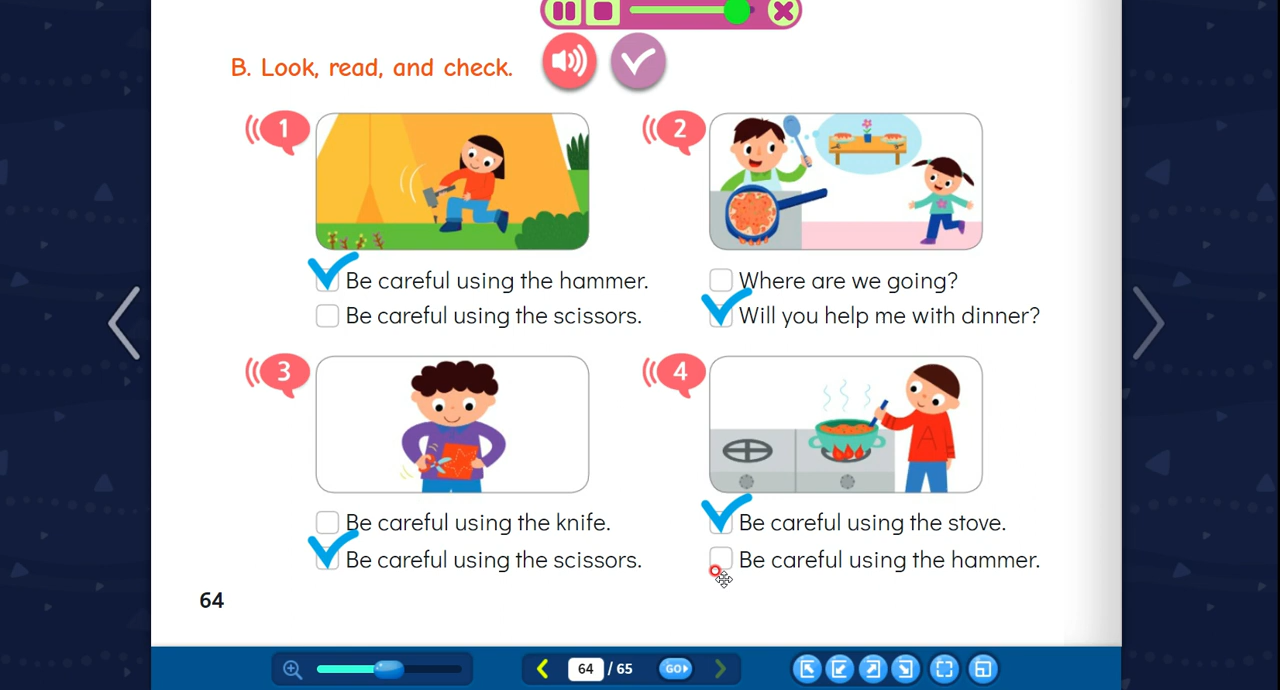 B. Look, read, and check.
1
Be careful using the hammer.
Be careful using the scissors.
2
Where are we going?
Will you help me with dinner?
3
Be careful using the knife.
Be careful using the scissors.
4
A
Be careful using the stove.
Be careful using the hammer.
64
64 / 65 GO